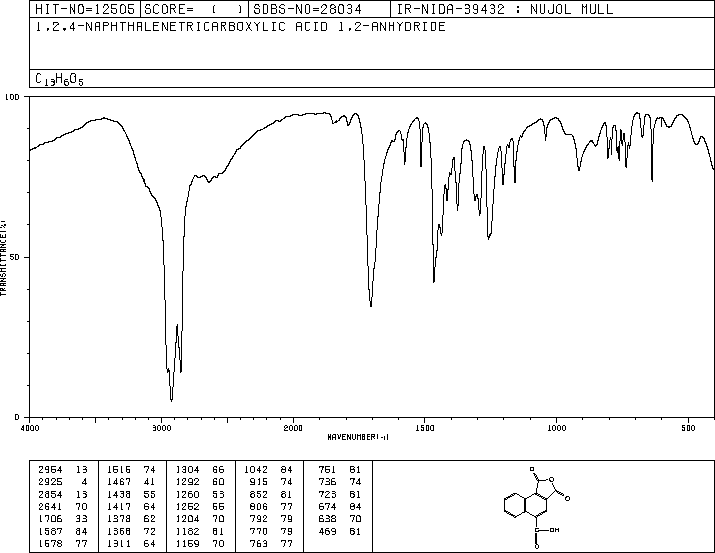 HIT-NO=12505 SCORE= ( ) SDBS-NO=28034 IR-NIDA-39432 : NUJOL MULL
1,2,4-NAPHTHALENETRICARBOXYLIC ACID 1,2-ANHYDRIDE
C13H6O5
100
50
0
TRANSMITTANCE(%)
4000 3000 2000 1500 1000 500
WAVENUMBER(-1)
2954 13 1516 74 1304 66 1042 84 751 81
2925 4 1467 41 1292 60 915 74 736 74
2854 13 1438 55 1260 53 852 81 723 81
2641 70 1417 64 1252 55 806 77 674 84
1706 33 1378 62 1204 70 792 79 638 70
1587 84 1368 72 1182 81 770 79 469 81
1578 77 1311 64 1159 70 763 77
O
O
O
C OH
O